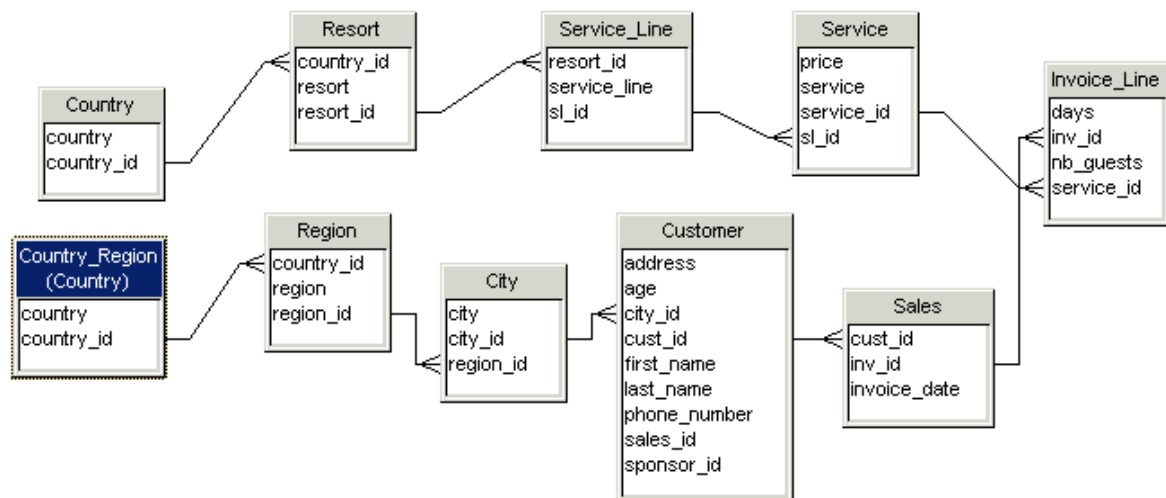 Resort
country_id
resort
resort_id
Service_Line
resort_id
service_line
sl_id
Service
price
service
service_id
sl_id
Invoice_Line
days
inv_id
nb_guests
service_id
Country
country
country_id
Country_Region
(Country)
country
country_id
Region
country_id
region
region_id
City
city
city_id
region_id
Customer
address
age
city_id
cust_id
first_name
last_name
phone_number
sales_id
sponsor_id
Sales
cust_id
inv_id
invoice_date